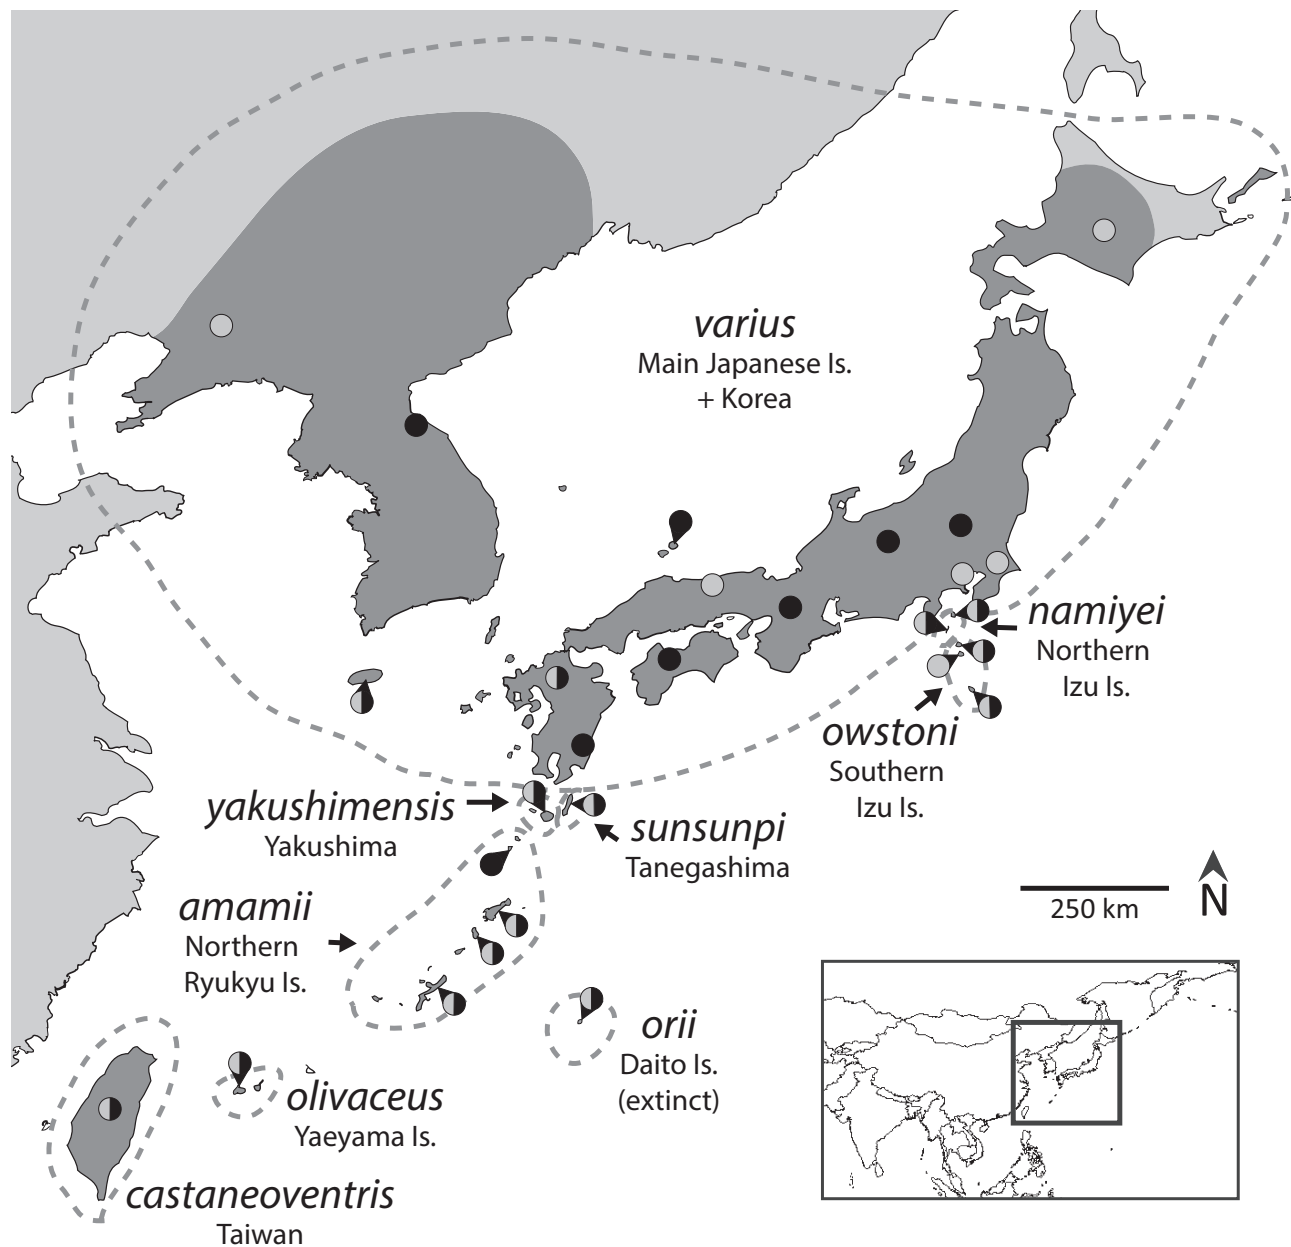 varius
Main Japanese Is.
+ Korea
namiyei
Northern
Izu Is.
owstoni
Southern
Izu Is.
yakushimensis
Yakushima
sunsunpi
Tanegashima
amamii
Northern
Ryukyu Is.
250 km
N
orii
Daito Is.
(extinct)
olivaceus
Yaeyama Is.
castaneoventris
Taiwan